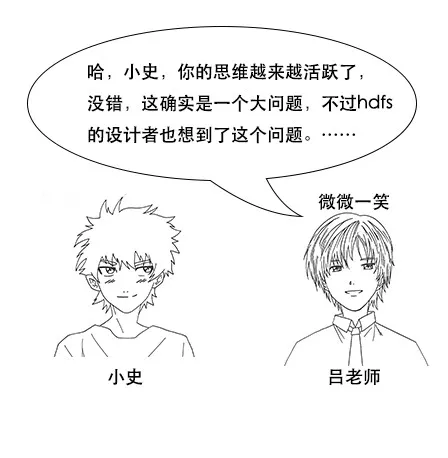 哈，小史，你的思维越来越活跃了，
没错，这确实是一个大问题，不过hdfs
的设计者也想到了这个问题。……
微微一笑
小史
吕老师